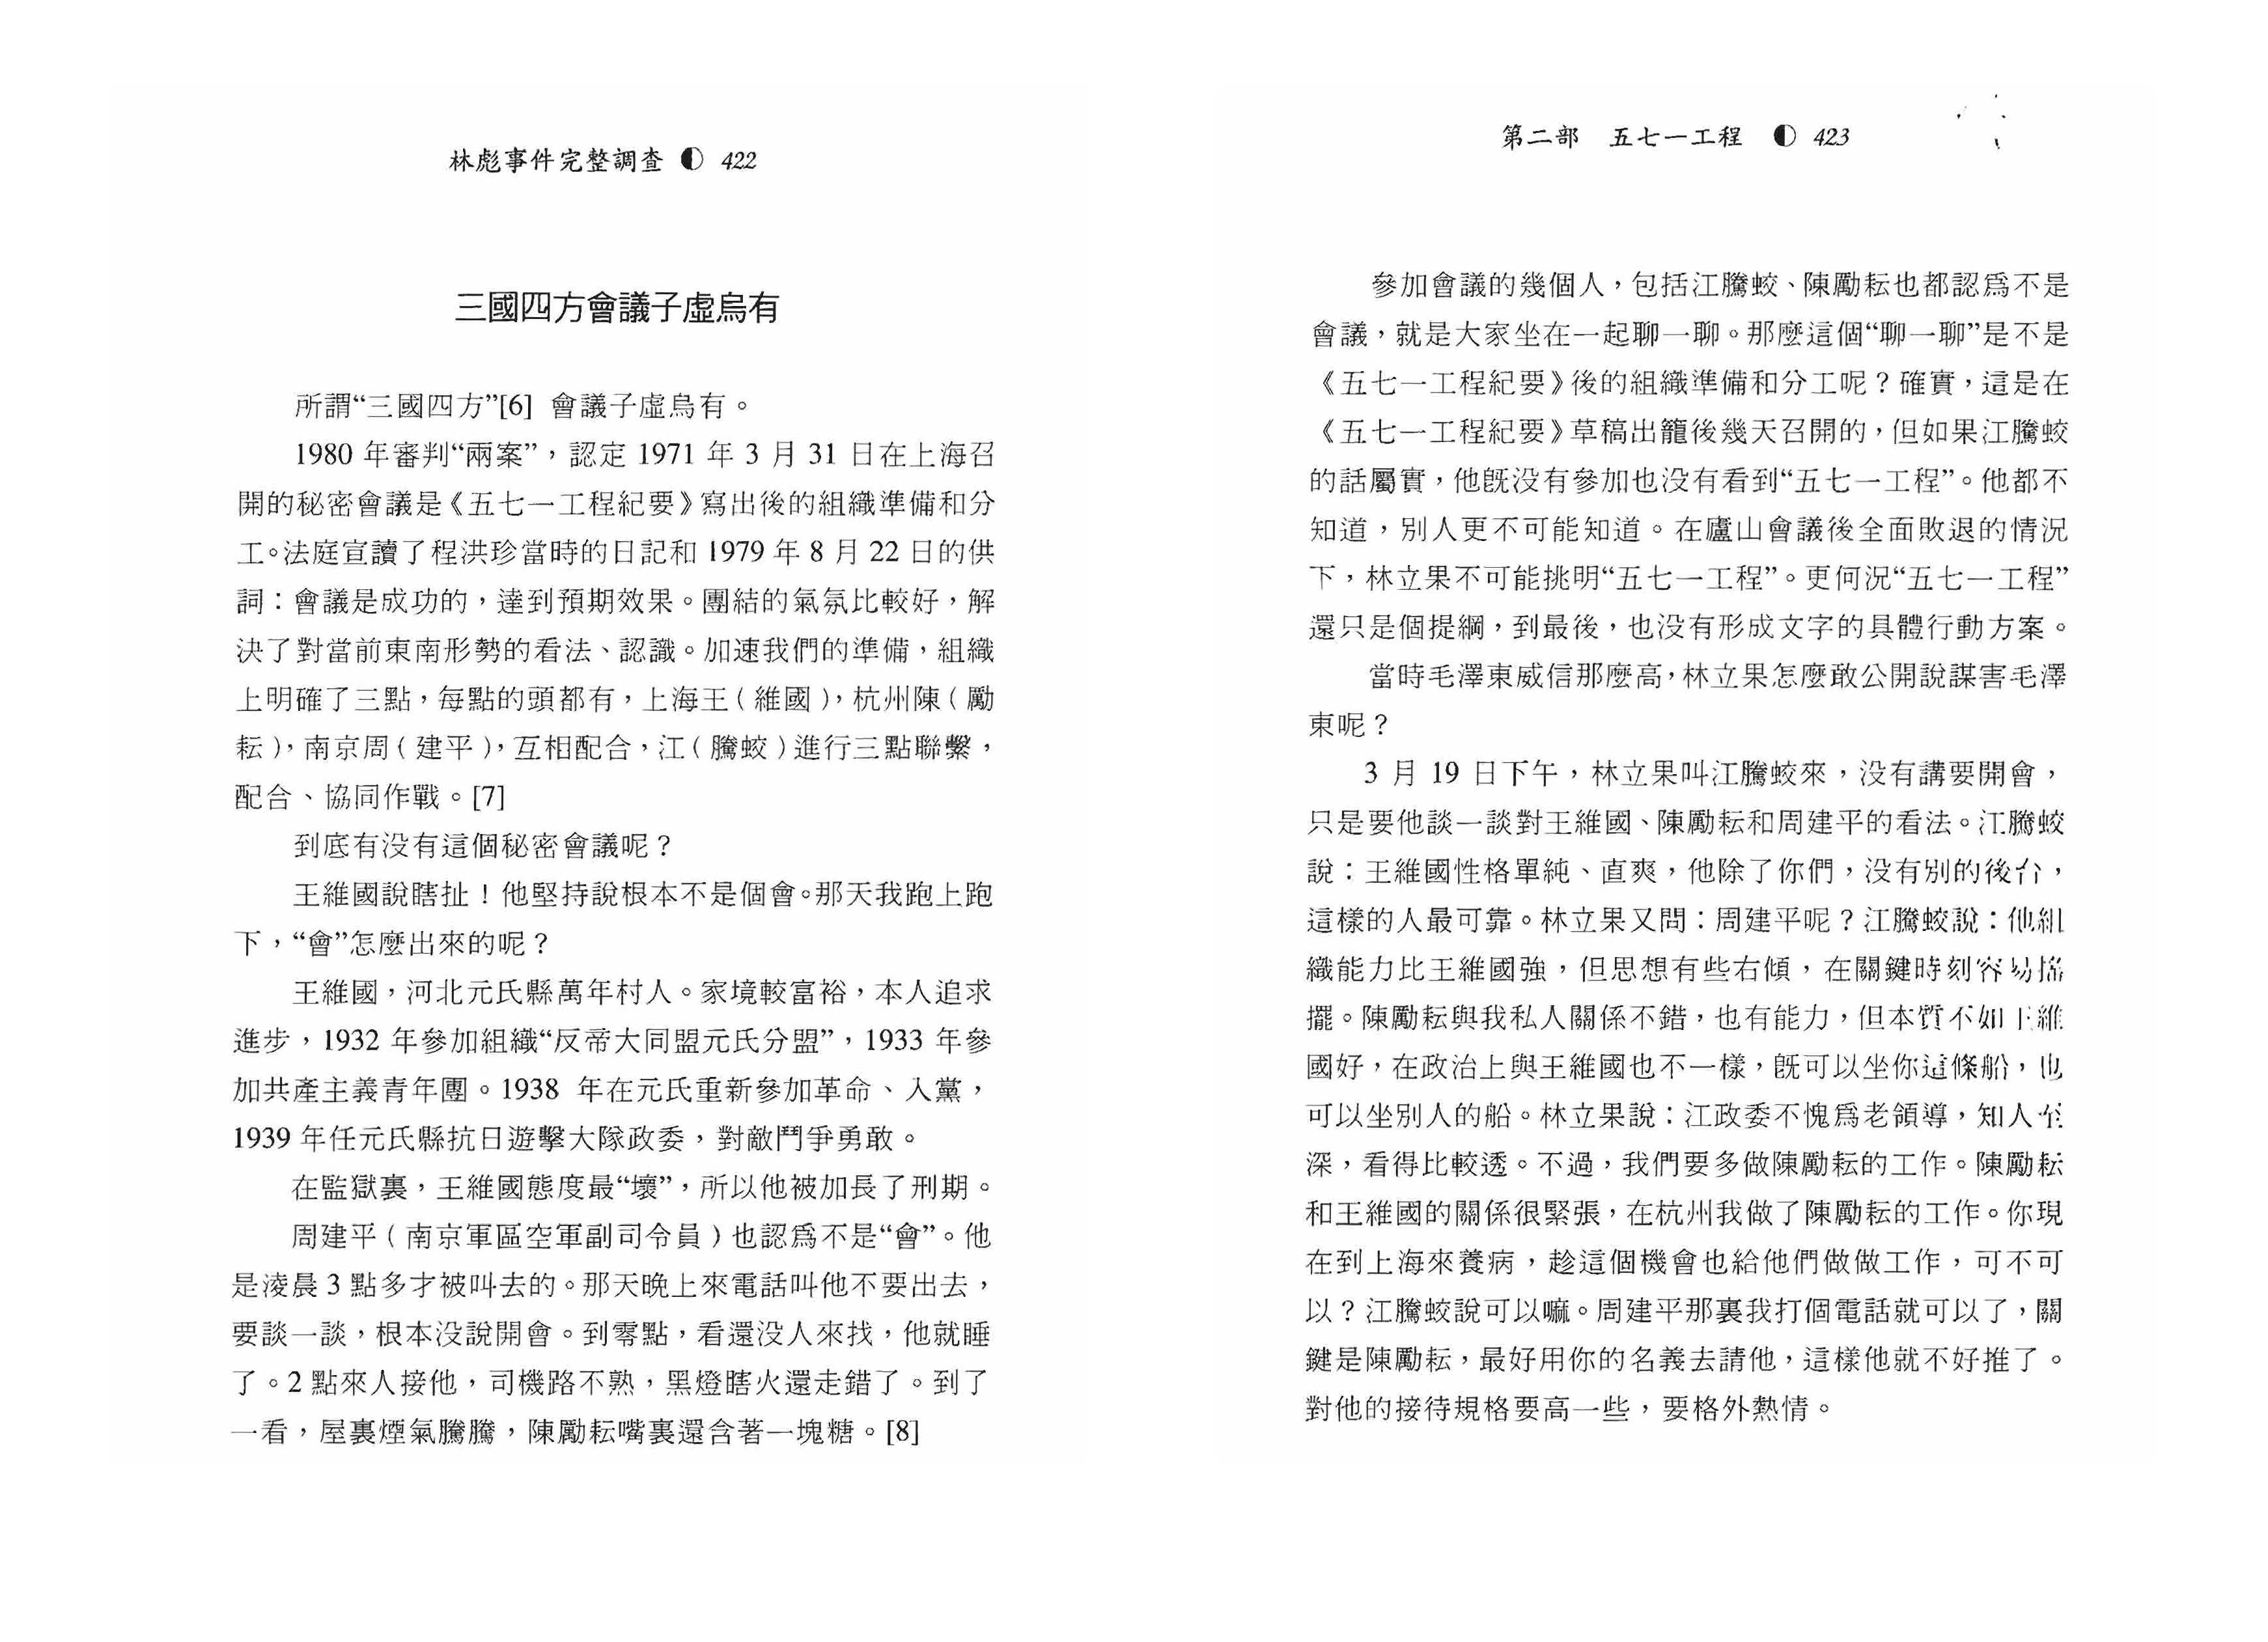 林彪事件完整調查 ◐ 422
三國四方會議子虛烏有
所謂“三國四方”[6] 會議子虛烏有。
1980 年審判“兩案”，認定 1971 年 3 月 31 日在上海召
開的秘密會議是《五七一工程紀要》寫出後的組織準備和分
工。法庭宣讀了程洪珍當時的日記和 1979 年 8 月 22 日的供
詞：會議是成功的，達到預期效果。團結的氣氛比較好，解
決了對當前東南形勢的看法、認識。加速我們的準備，組織
上明確了三點，每點的頭都有，上海王（維國），杭州陳（勵
耘），南京周（建平），互相配合，江（騰蛟）進行三點聯繫，
配合、協同作戰。[7]
到底有没有這個秘密會議呢？
王維國說瞎扯！他堅持說根本不是個會。那天我跑上跑
下，“會”怎麼出來的呢？
王維國，河北元氏縣萬年村人。家境較富裕，本人追求
進步，1932 年參加組織“反帝大同盟元氏分盟”，1933 年參
加共產主義青年團。1938 年在元氏重新參加革命、入黨，
1939 年任元氏縣抗日遊擊大隊政委，對敵鬥爭勇敢。
在監獄裏，王維國態度最“壞”，所以他被加長了刑期。
周建平（南京軍區空軍副司令員）也認爲不是“會”。他
是淩晨 3 點多才被叫去的。那天晚上來電話叫他不要出去，
要談一談，根本没說開會。到零點，看還没人來找，他就睡
了。2 點來人接他，司機路不熟，黑燈瞎火還走錯了。到了
一看，屋裏煙氣騰騰，陳勵耘嘴裏還含著一塊糖。[8]
第二部 五七一工程 ◐ 423
參加會議的幾個人，包括江騰蛟、陳勵耘也都認爲不是
會議，就是大家坐在一起聊一聊。那麼這個“聊一聊”是不是
《五七一工程紀要》後的組織準備和分工呢？確實，這是在
《五七一工程紀要》草稿出籠後幾天召開的，但如果江騰蛟
的話屬實，他既没有參加也没有看到“五七一工程”。他都不
知道，別人更不可能知道。在廬山會議後全面敗退的情況
下，林立果不可能挑明“五七一工程”。更何況“五七一工程”
還只是個提綱，到最後，也没有形成文字的具體行動方案。
當時毛澤東威信那麼高，林立果怎麼敢公開說謀害毛澤
東呢？
3 月 19 日下午，林立果叫江騰蛟來，没有講要開會，
只是要他談一談對王維國、陳勵耘和周建平的看法。江騰蛟
說：王維國性格單純、直爽，他除了你們，没有別的後台，
這樣的人最可靠。林立果又問：周建平呢？江騰蛟說：他組
織能力比王維國強，但思想有些右傾，在關鍵時刻容易搖
擺。陳勵耘與我私人關係不錯，也有能力，但本質不如王維
國好，在政治上與王維國也不一樣，既可以坐你這條船，也
可以坐別人的船。林立果說：江政委不愧爲老領導，知人至
深，看得比較透。不過，我們要多做陳勵耘的工作。陳勵耘
和王維國的關係很緊張，在杭州我做了陳勵耘的工作。你現
在到上海來養病，趁這個機會也給他們做做工作，可不可
以？江騰蛟說可以嘛。周建平那裏我打個電話就可以了，關
鍵是陳勵耘，最好用你的名義去請他，這樣他就不好推了。
對他的接待規格要高一些，要格外熱情。